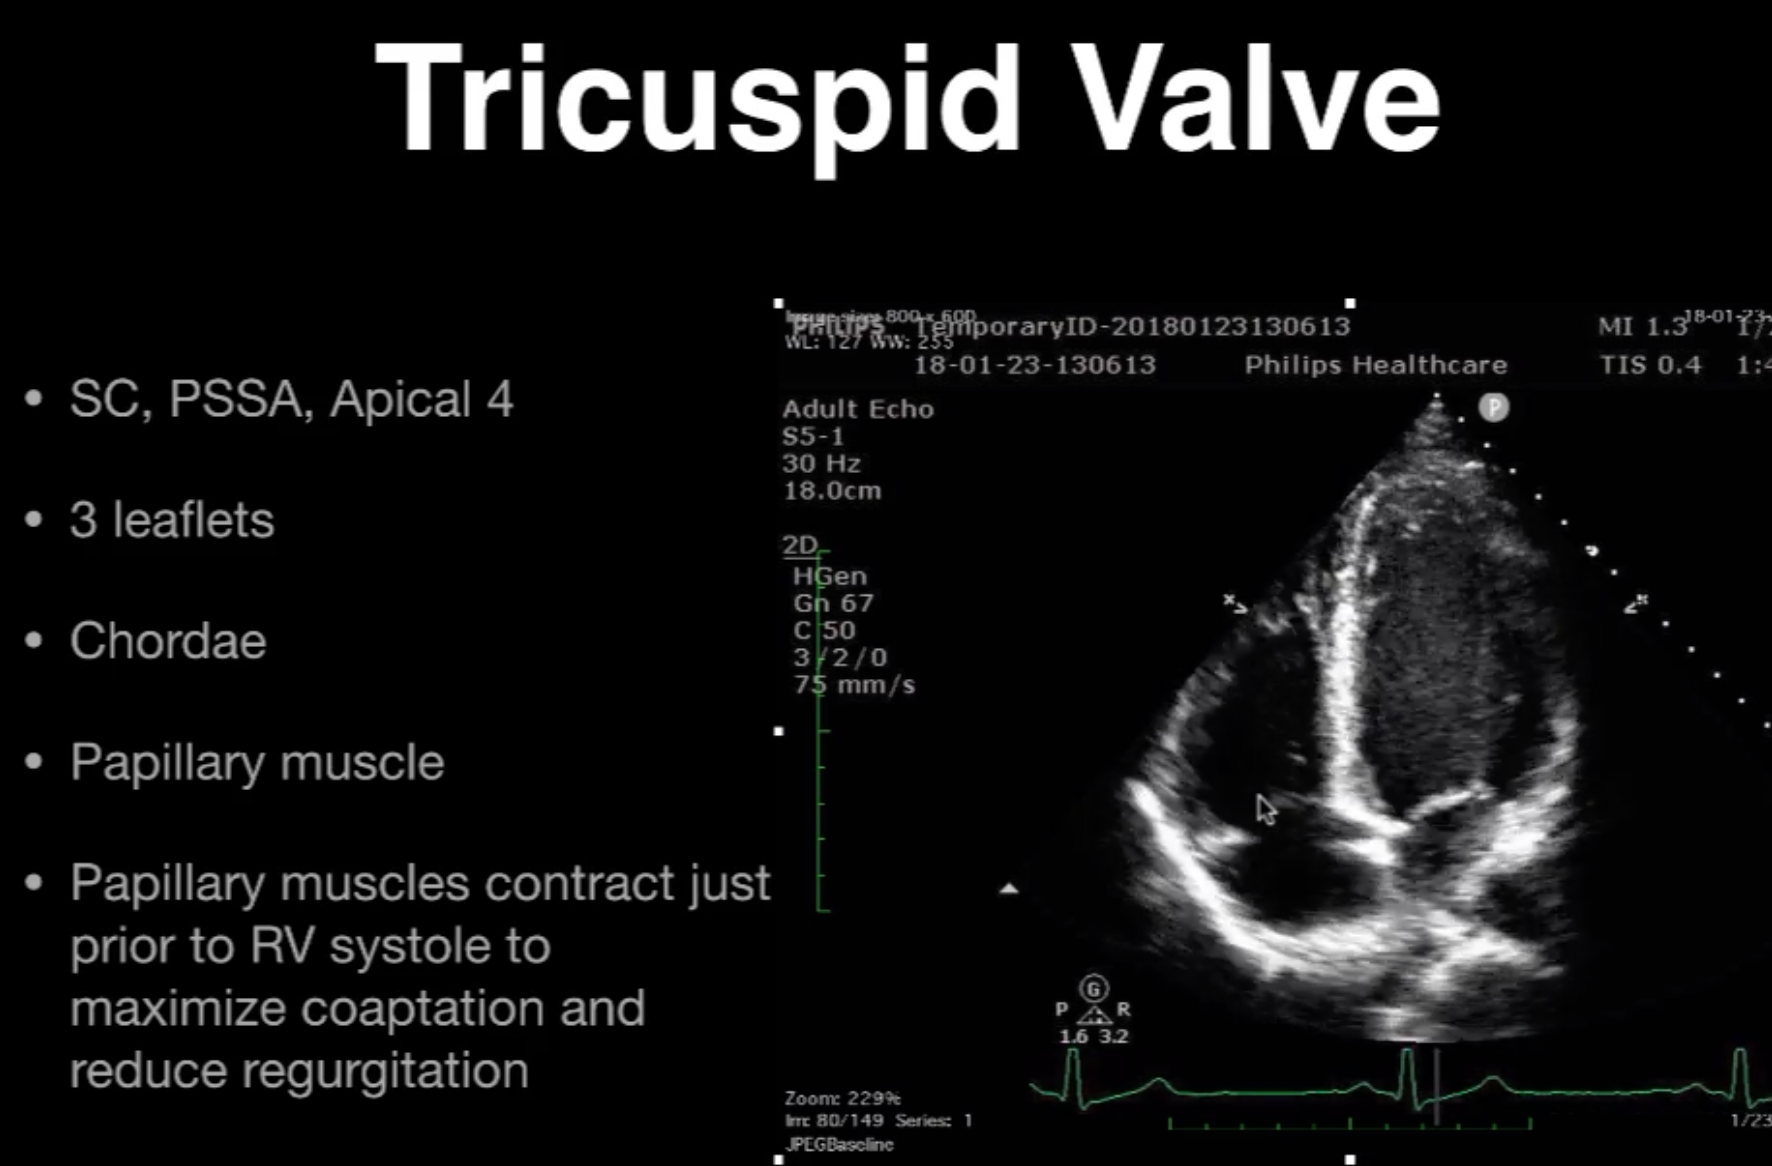 Tricuspid Valve
• SC, PSSA, Apical 4
• 3 leaflets
• Chordae
• Papillary muscle
• Papillary muscles contract just
prior to RV systole to
maximize coaptation and
reduce regurgitation
Image size: 800 x 600
PHILIPS TemporaryID-20180123130613 MI 1.3
18-01-23-
WL: 127 WW: 255
18-01-23-130613 Philips Healthcare TIS 0.4
Adult Echo
S5-1
30 Hz
18.0cm
2D
HGen
Gn 67
C 50
3/2/0
75 mm/s
P
x
x
G
P R
1.6 3.2
Zoom: 229%
Im: 80/149 Series: 1
JPEGBaseline
1/23